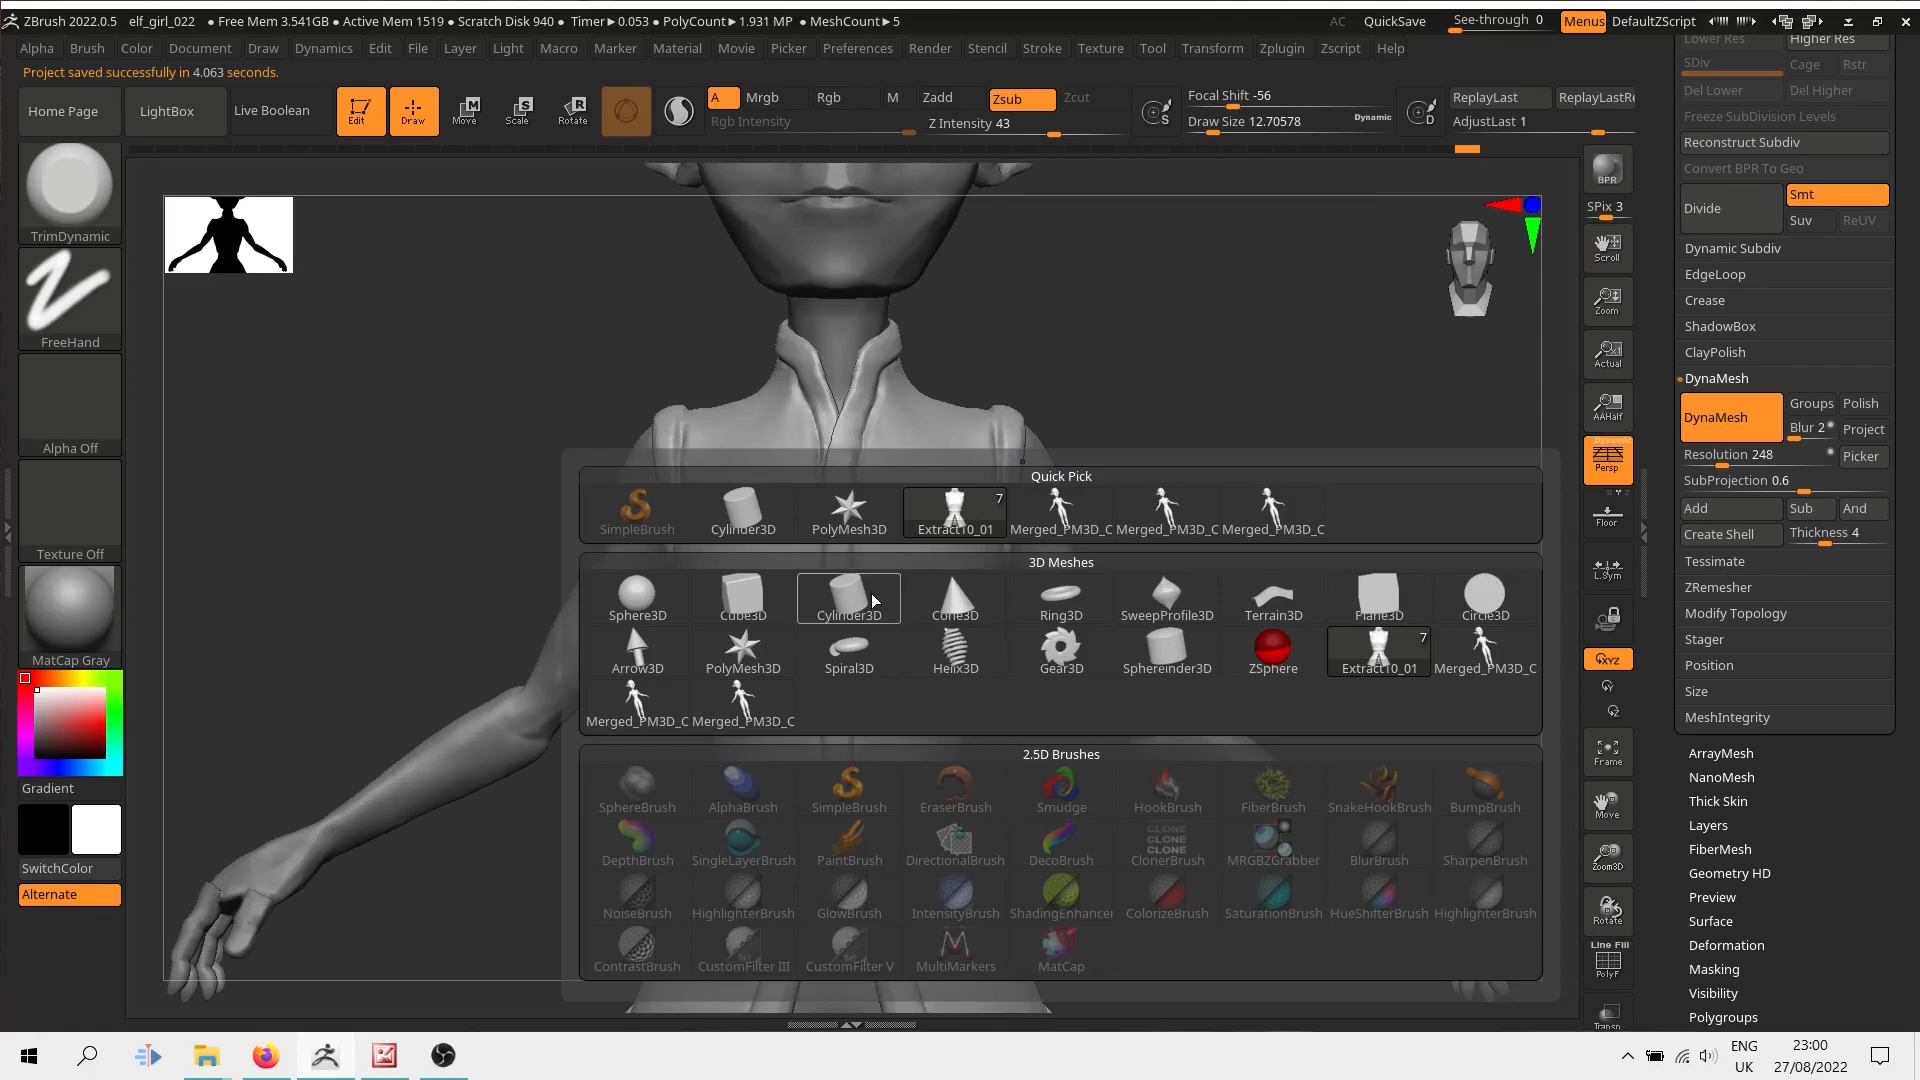 ZBrush 2022.0.5 elf_girl_022 ● Free Mem 3.541GB ● Active Mem 1519 ● Scratch Disk 940 ● Timer►0.053 ● PolyCount►1.931 MP ● MeshCount►5 AC QuickSave See-through 0 Menus DefaultZScript
Alpha Brush Color Document Draw Dynamics Edit File Layer Light Macro Marker Material Movie Picker Preferences Render Stencil Stroke Texture Tool Transform Zplugin Zscript Help
Project saved successfully in 4.063 seconds.
Home Page LightBox Live Boolean Edit Draw Move Scale Rotate A Mrgb Rgb M Zadd Zsub Zcut
Rgb Intensity Z Intensity 43
Focal Shift -56
Draw Size 12.70578 Dynamic
ReplayLast ReplayLastRe
AdjustLast 1
TrimDynamic
FreeHand
Alpha Off
Texture Off
MatCap Gray
Gradient
SwitchColor
Alternate
Quick Pick
SimpleBrush Cylinder3D PolyMesh3D 7 Extract10_01 Merged_PM3D_C Merged_PM3D_C Merged_PM3D_C
3D Meshes
Sphere3D Cube3D Cylinder3D Cone3D Ring3D SweepProfile3D Terrain3D Plane3D Circle3D
Arrow3D PolyMesh3D Spiral3D Helix3D Gear3D Sphereinder3D ZSphere 7 Extract10_01 Merged_PM3D_C
Merged_PM3D_C Merged_PM3D_C
2.5D Brushes
SphereBrush AlphaBrush SimpleBrush EraserBrush Smudge HookBrush FiberBrush SnakeHookBrush BumpBrush
CLONE
CLONE
CLONE
DepthBrush SingleLayerBrush PaintBrush DirectionalBrush DecoBrush ClonerBrush MRGBZGrabber BlurBrush SharpenBrush
NoiseBrush HighlighterBrush GlowBrush IntensityBrush ShadingEnhancer ColorizeBrush SaturationBrush HueShifterBrush HighlighterBrush
ContrastBrush CustomFilter III CustomFilter V MultiMarkers MatCap
BPR
SPix 3
Scroll
Zoom
Actual
AAHalf
Dynamic
Persp
Floor
L.Sym
XYZ
Frame
Move
Zoom3D
Rotate
Line Fill
PolyF
Transp
Lower Res Higher Res
SDiv Cage Rstr
Del Lower Del Higher
Freeze SubDivision Levels
Reconstruct Subdiv
Convert BPR To Geo
Divide Smt
Suv ReUV
Dynamic Subdiv
EdgeLoop
Crease
ShadowBox
ClayPolish
DynaMesh
DynaMesh Groups Polish
Blur 2 Project
Resolution 248 Picker
SubProjection 0.6
Add Sub And
Create Shell Thickness 4
Tessimate
ZRemesher
Modify Topology
Stager
Position
Size
MeshIntegrity
ArrayMesh
NanoMesh
Thick Skin
Layers
FiberMesh
Geometry HD
Preview
Surface
Deformation
Masking
Visibility
Polygroups
ENG
UK
23:00
27/08/2022